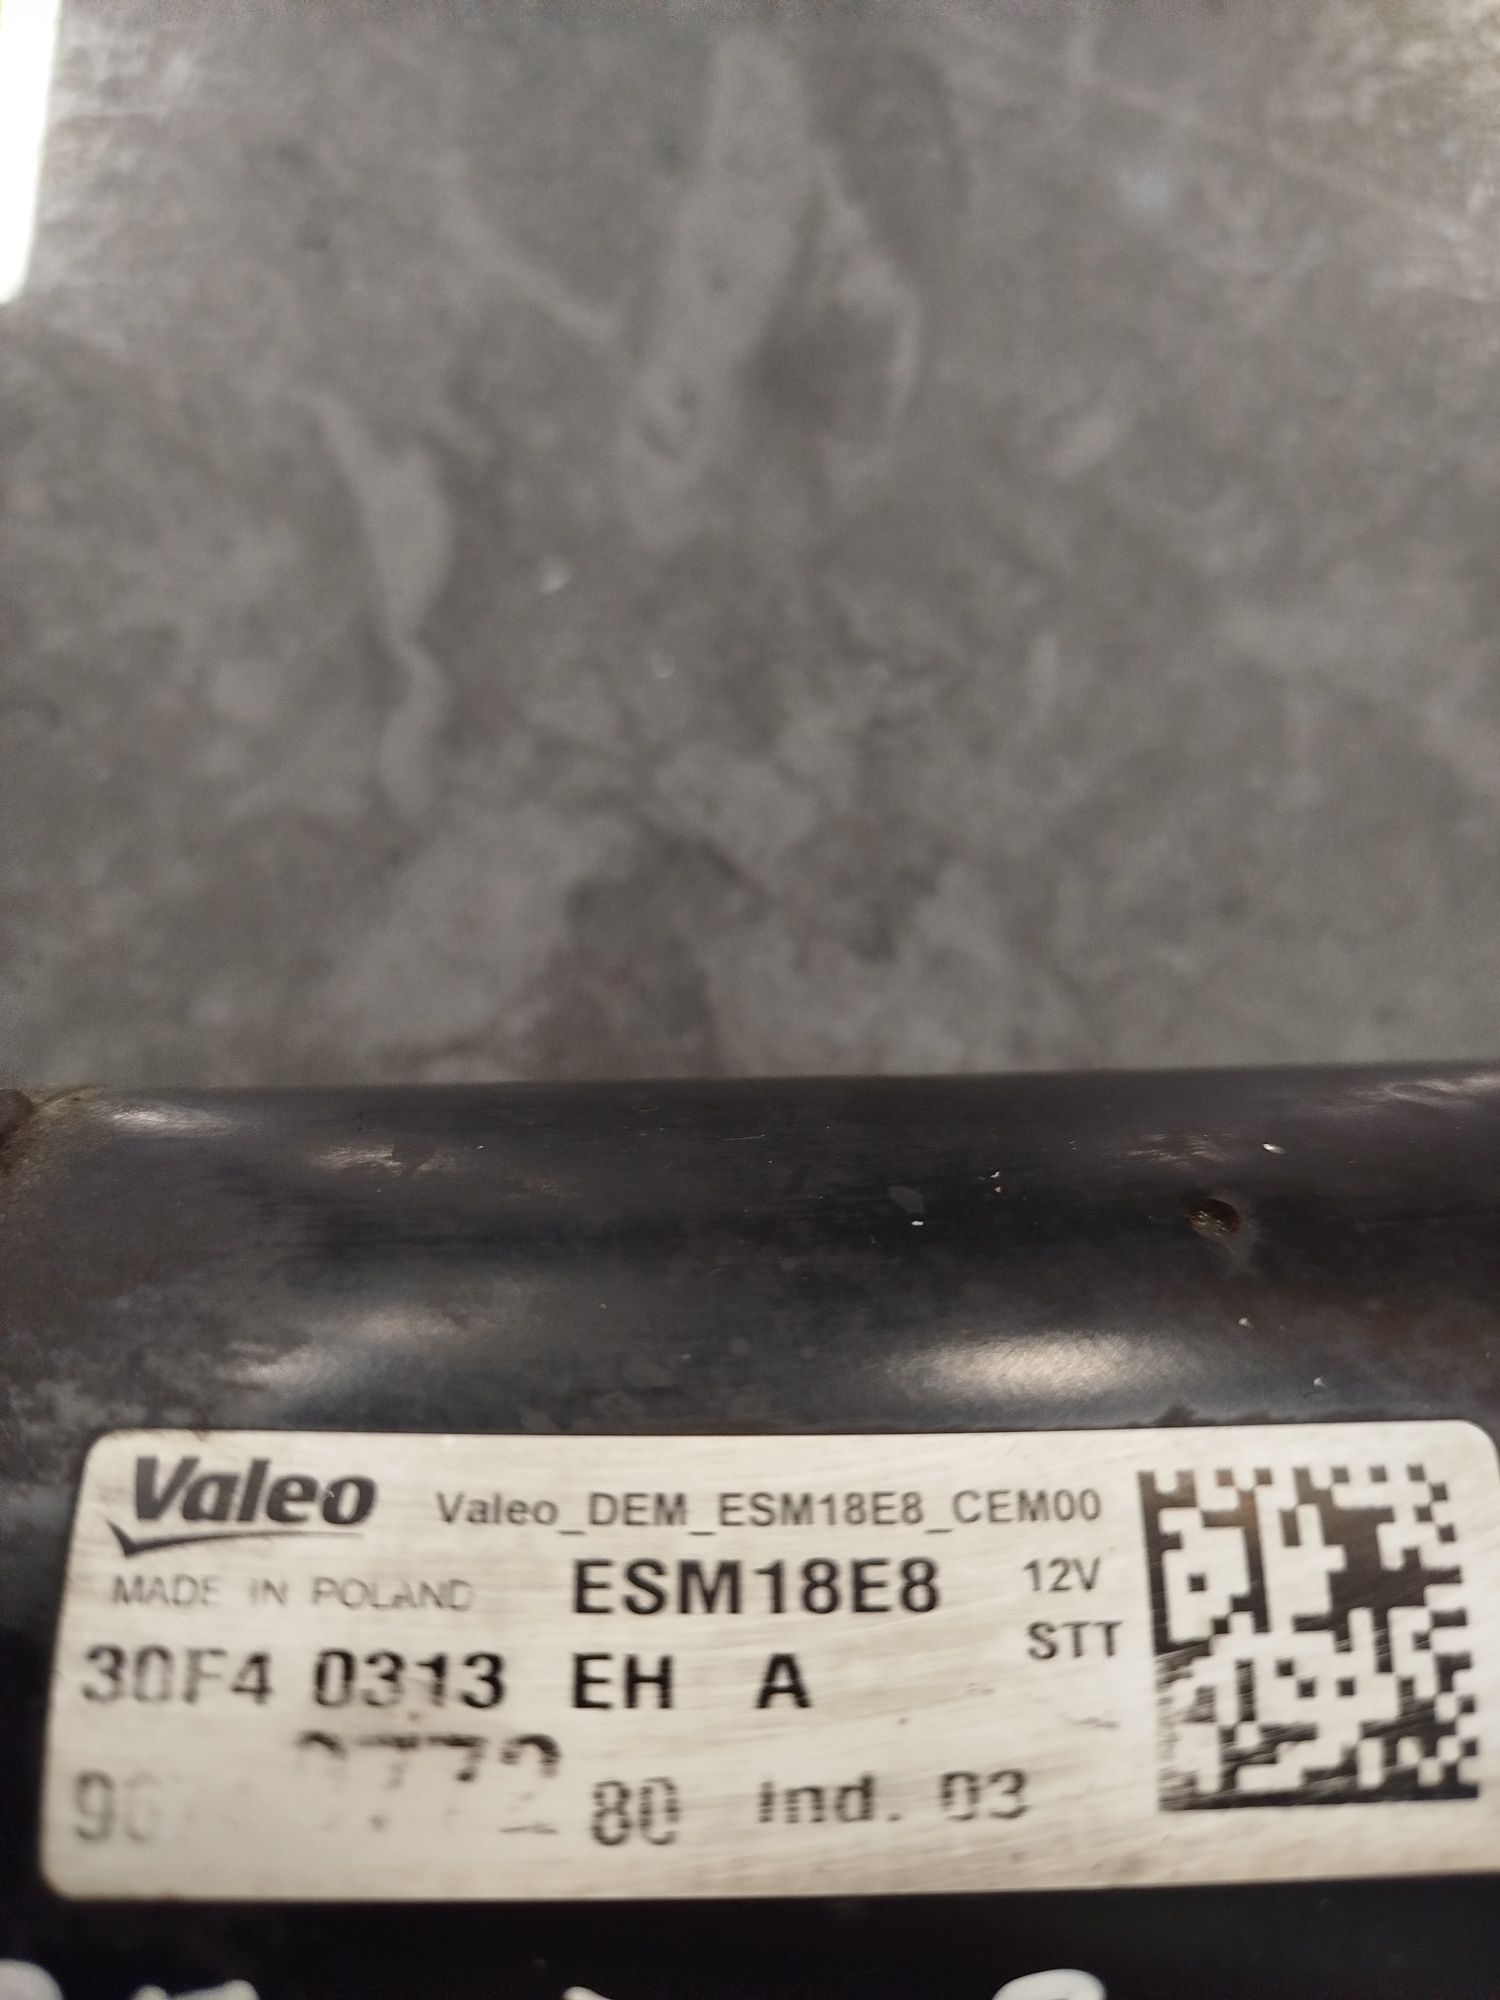 Valeo Valeo_DEM_ESM18E8_CEM00
MADE IN POLAND ESM18E8 12V
STT
30F4 0313 EH A
80 Ind. 03